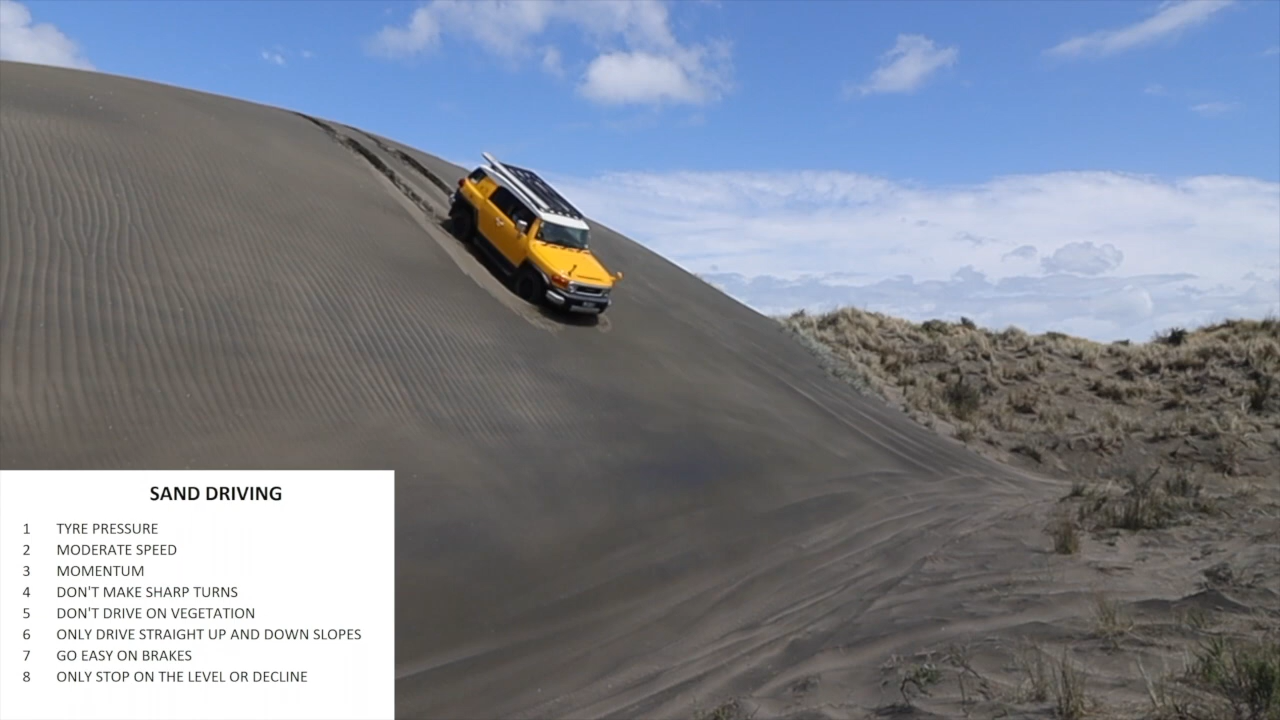 SAND DRIVING
1 TYRE PRESSURE
2 MODERATE SPEED
3 MOMENTUM
4 DON'T MAKE SHARP TURNS
5 DON'T DRIVE ON VEGETATION
6 ONLY DRIVE STRAIGHT UP AND DOWN SLOPES
7 GO EASY ON BRAKES
8 ONLY STOP ON THE LEVEL OR DECLINE